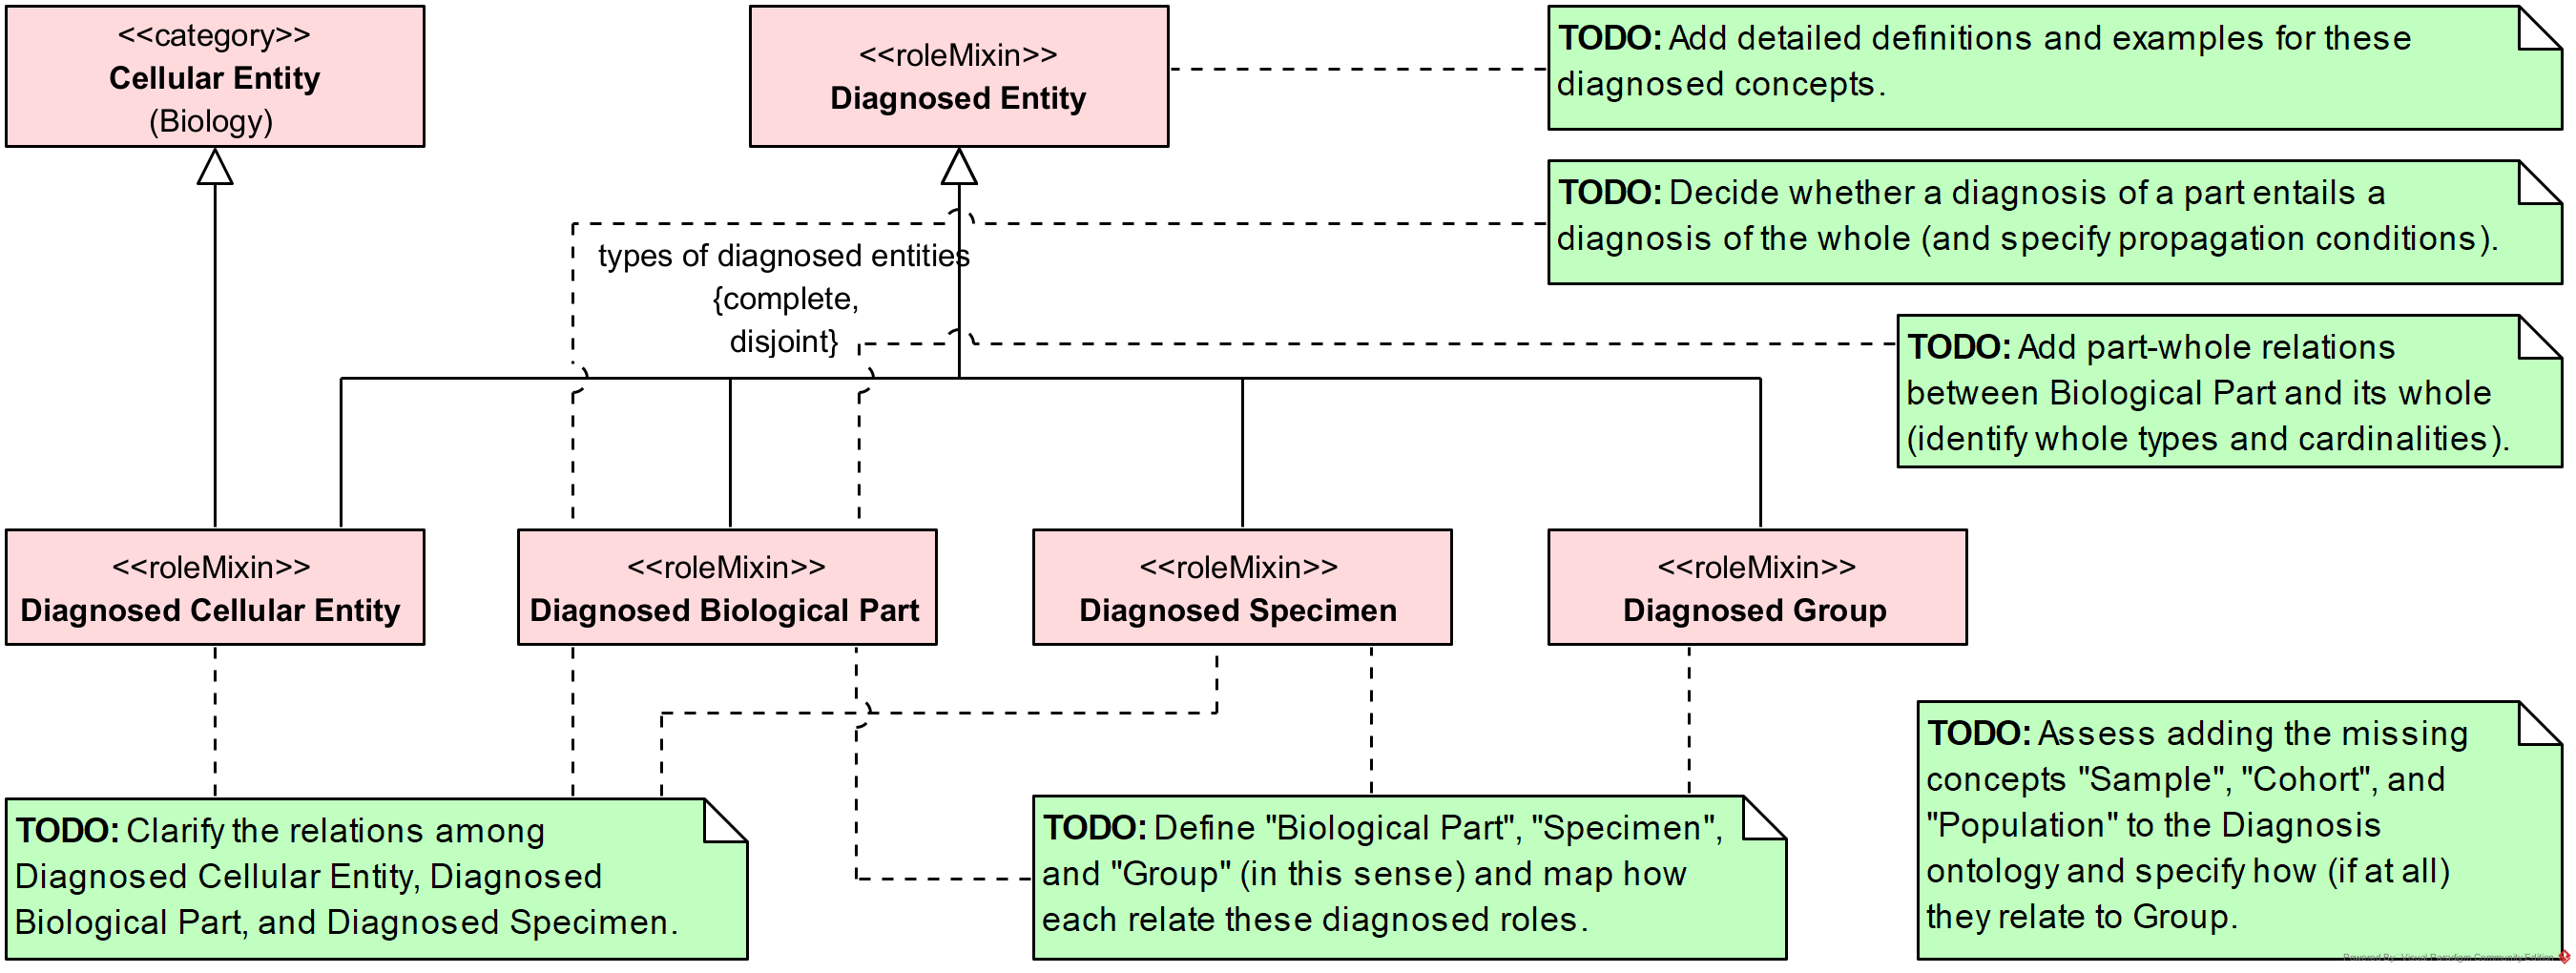 <<category>>
Cellular Entity
(Biology)
<<roleMixin>>
Diagnosed Entity
TODO: Add detailed definitions and examples for these
diagnosed concepts.
TODO: Decide whether a diagnosis of a part entails a
diagnosis of the whole (and specify propagation conditions).
types of diagnosed entities
{complete,
disjoint}
TODO: Add part-whole relations
between Biological Part and its whole
(identify whole types and cardinalities).
<<roleMixin>>
Diagnosed Cellular Entity
<<roleMixin>>
Diagnosed Biological Part
<<roleMixin>>
Diagnosed Specimen
<<roleMixin>>
Diagnosed Group
TODO: Clarify the relations among
Diagnosed Cellular Entity, Diagnosed
Biological Part, and Diagnosed Specimen.
TODO: Define "Biological Part", "Specimen",
and "Group" (in this sense) and map how
each relate these diagnosed roles.
TODO: Assess adding the missing
concepts "Sample", "Cohort", and
"Population" to the Diagnosis
ontology and specify how (if at all)
they relate to Group.
Powered By Visual Paradigm Community Edition